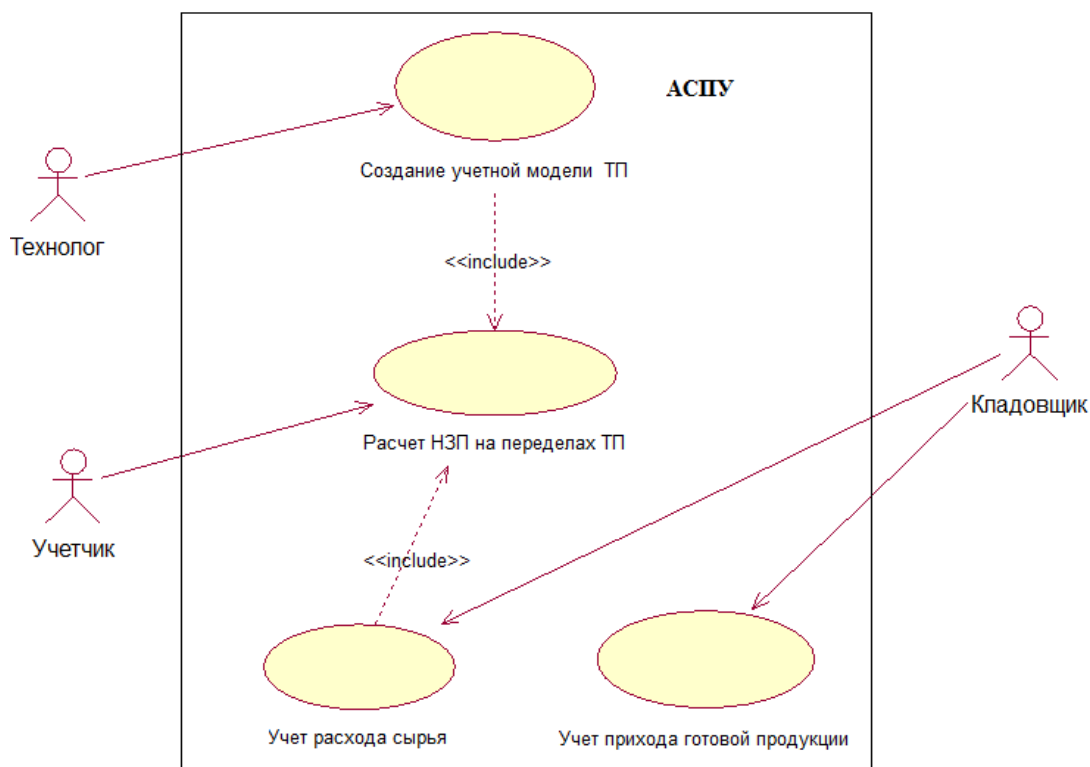 АСПУ
Создание учетной модели ТП
Технолог
<<include>>
Кладовщик
Расчет НЗП на переделах ТП
Учетчик
<<include>>
Учет расхода сырья
Учет прихода готовой продукции